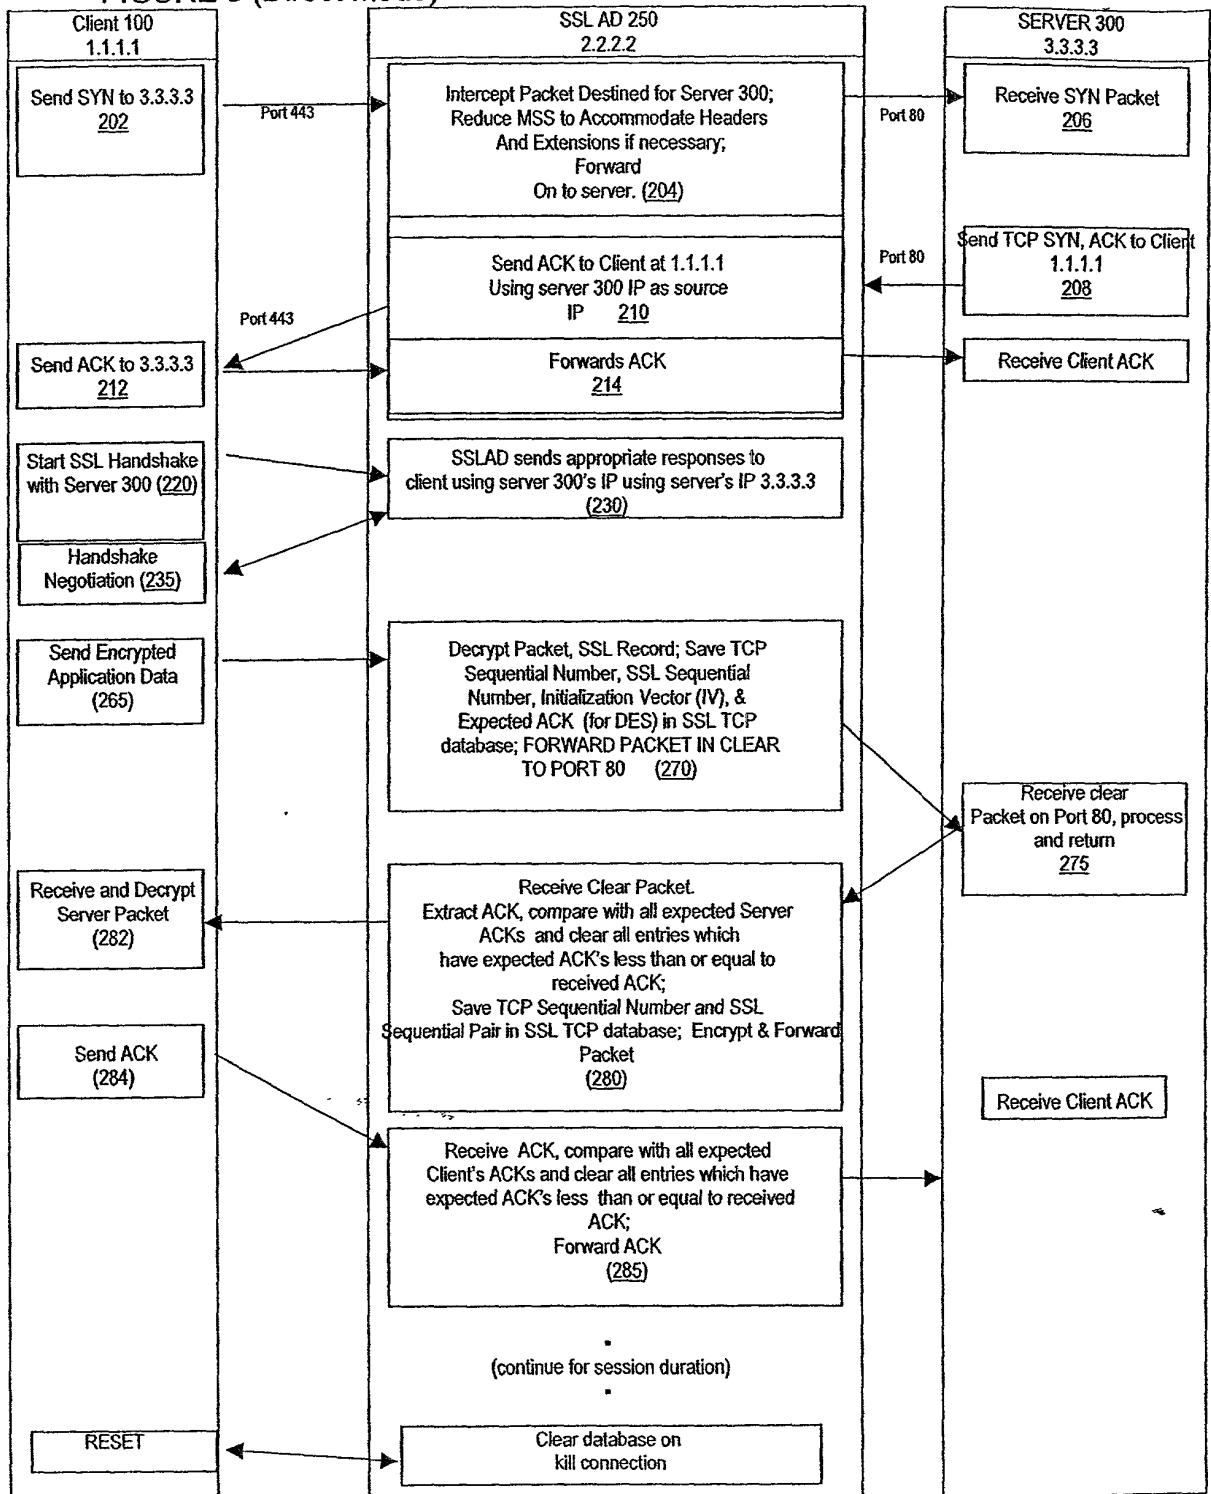 Client 100
1.1.1.1
SSL AD 250
2.2.2.2
SERVER 300
3.3.3.3
Send SYN to 3.3.3.3
202
Port 443
Intercept Packet Destined for Server 300;
Reduce MSS to Accommodate Headers
And Extensions if necessary;
Forward
On to server. (204)
Port 80
Receive SYN Packet
206
Send TCP SYN, ACK to Client
1.1.1.1
208
Port 80
Send ACK to Client at 1.1.1.1
Using server 300 IP as source
IP 210
Port 443
Send ACK to 3.3.3.3
212
Forwards ACK
214
Receive Client ACK
Start SSL Handshake
with Server 300 (220)
SSLAD sends appropriate responses to
client using server 300's IP using server's IP 3.3.3.3
(230)
Handshake
Negotiation (235)
Send Encrypted
Application Data
(265)
Decrypt Packet, SSL Record; Save TCP
Sequential Number, SSL Sequential
Number, Initialization Vector (IV), &
Expected ACK (for DES) in SSL TCP
database; FORWARD PACKET IN CLEAR
TO PORT 80 (270)
Receive clear
Packet on Port 80, process
and return
275
Receive and Decrypt
Server Packet
(282)
Receive Clear Packet.
Extract ACK, compare with all expected Server
ACKs and clear all entries which
have expected ACK's less than or equal to
received ACK;
Save TCP Sequential Number and SSL
Sequential Pair in SSL TCP database; Encrypt & Forward
Packet
(280)
Send ACK
(284)
Receive Client ACK
Receive ACK, compare with all expected
Client's ACKs and clear all entries which have
expected ACK's less than or equal to received
ACK;
Forward ACK
(285)
(continue for session duration)
RESET
Clear database on
kill connection